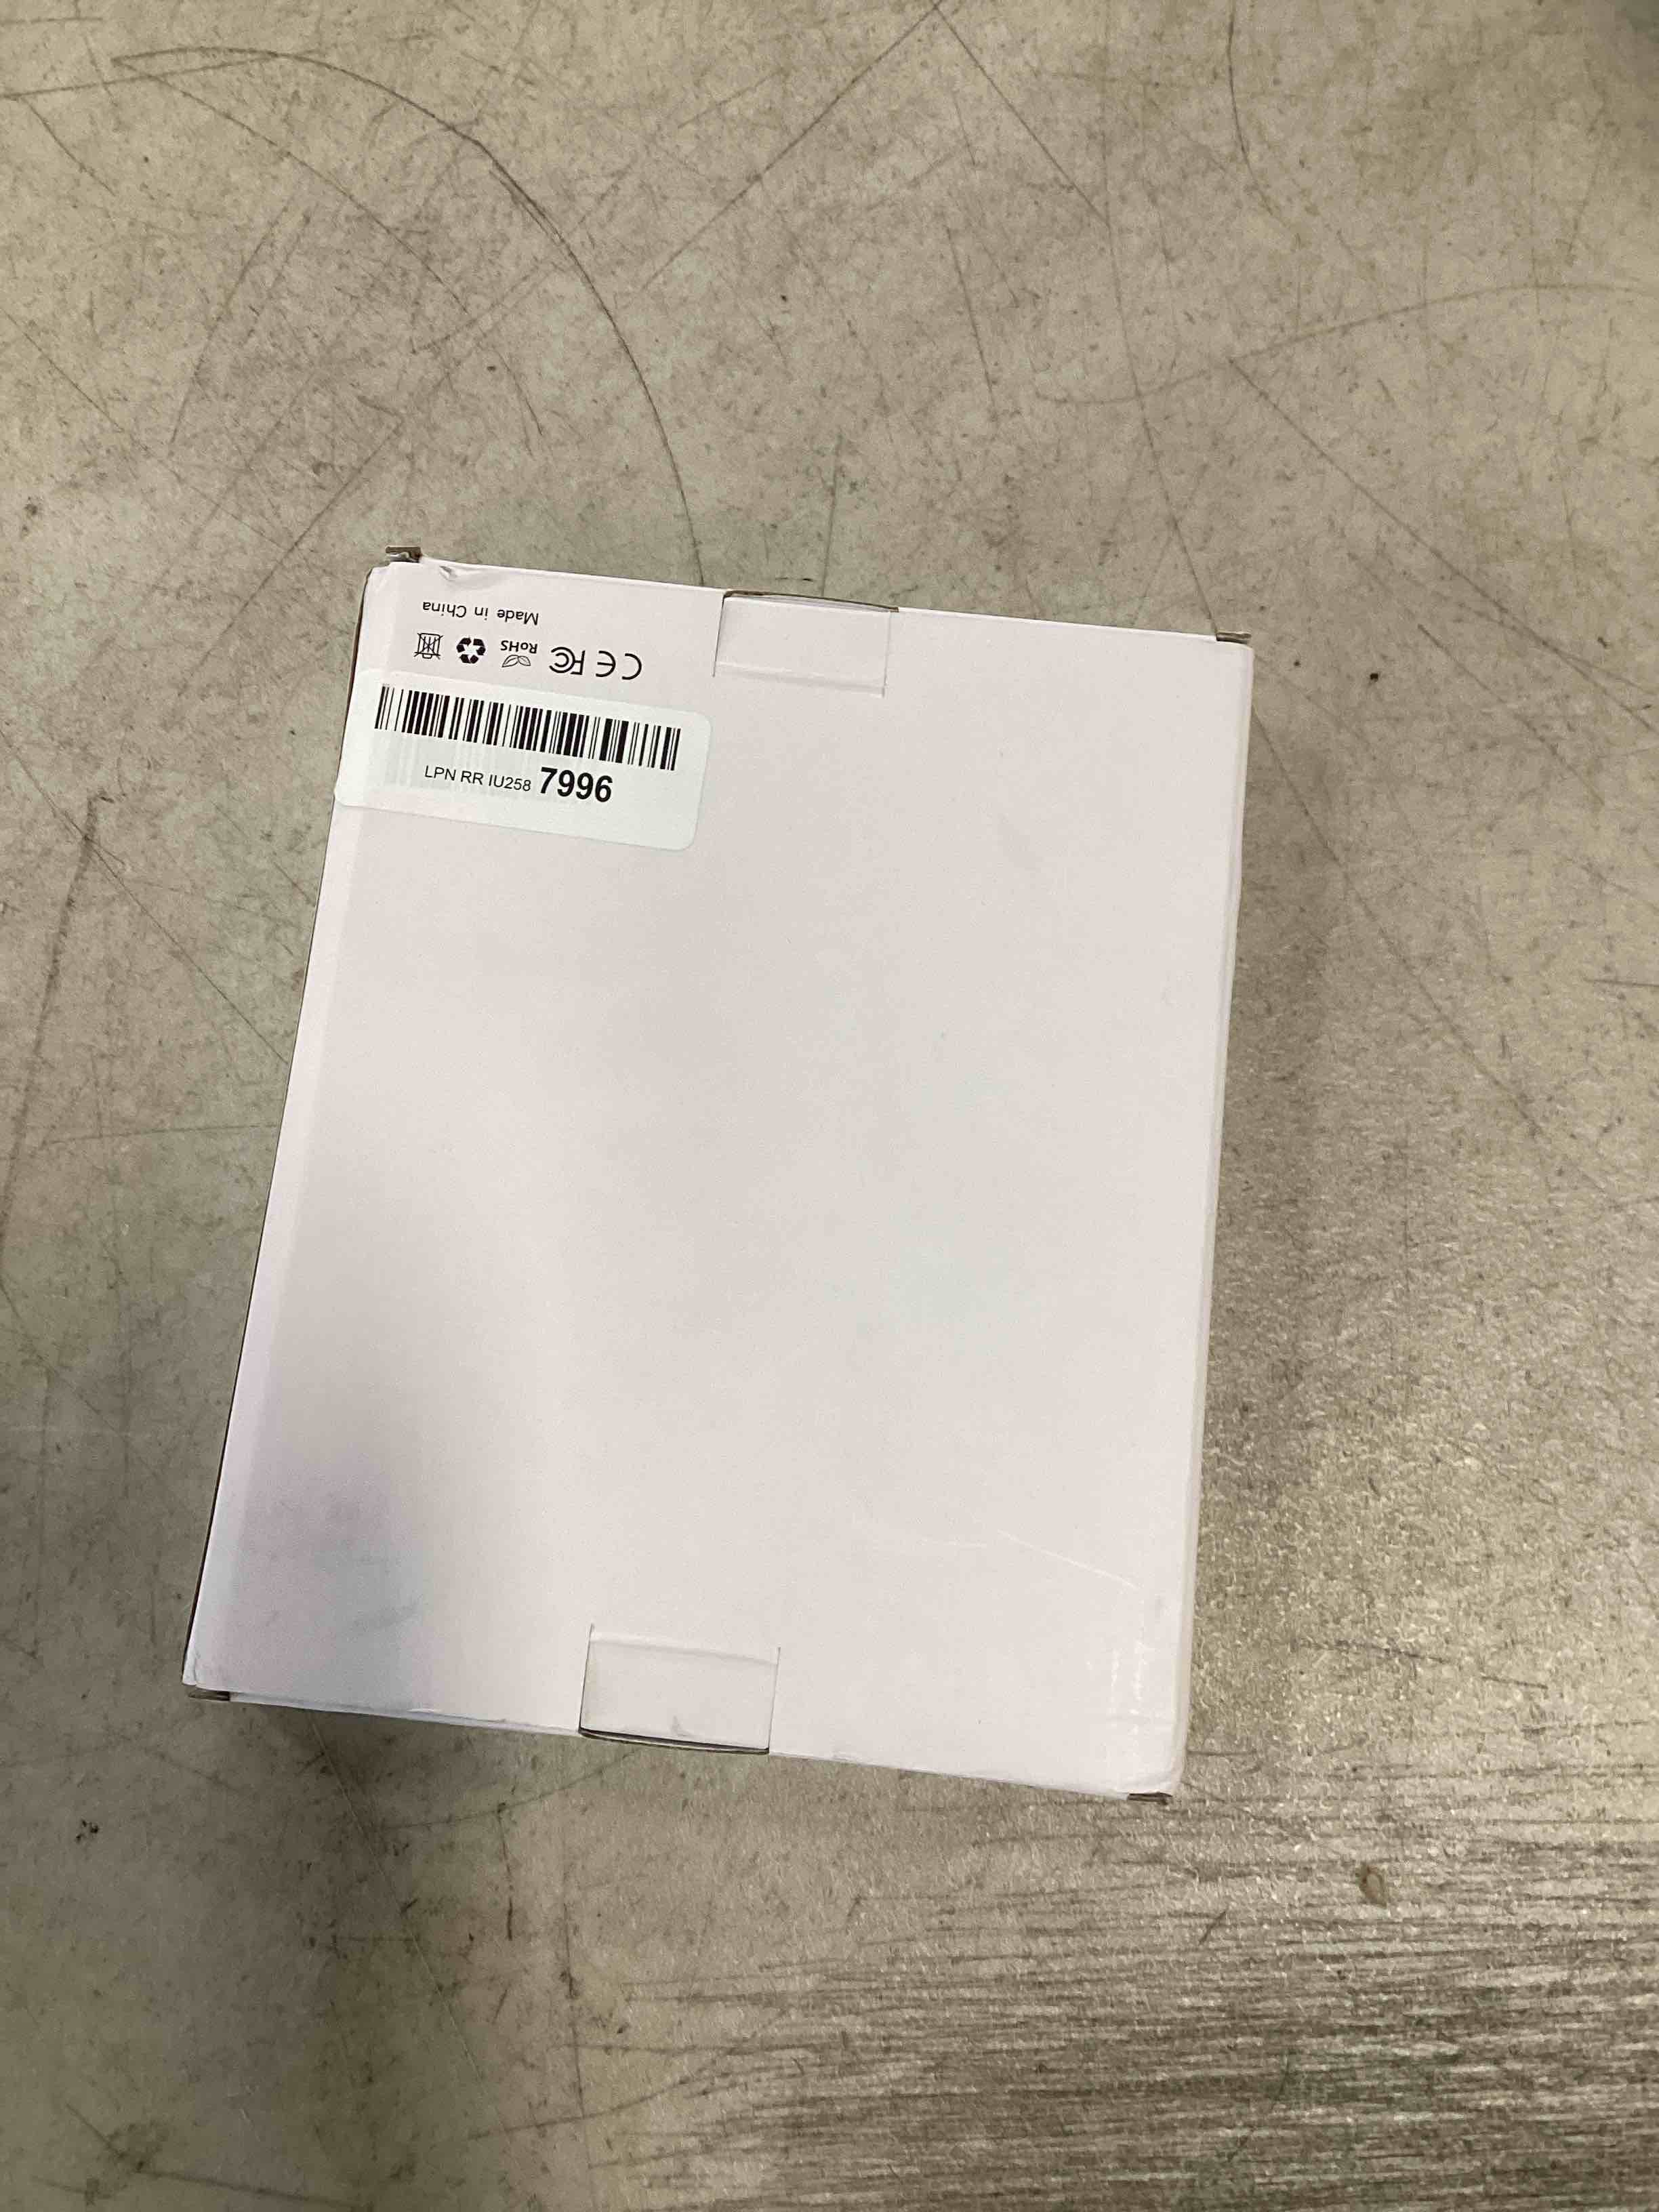 Made in China
CE FC RoHS
LPN RR IU258 7996